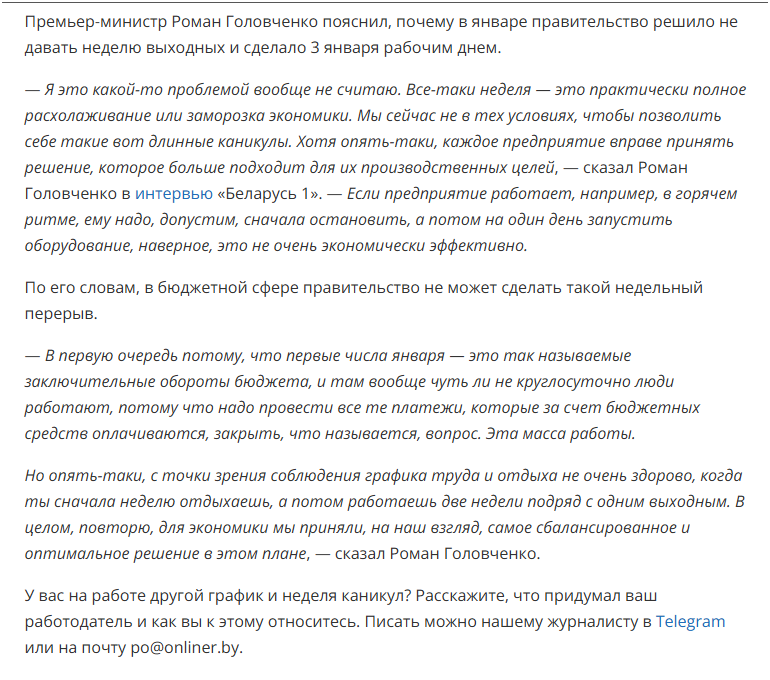 Премьер-министр Роман Головченко пояснил, почему в январе правительство решило не
давать неделю выходных и сделало 3 января рабочим днем.
— Я это какой-то проблемой вообще не считаю. Все-таки неделя — это практически полное
расхолаживание или заморозка экономики. Мы сейчас не в тех условиях, чтобы позволить
себе такие вот длинные каникулы. Хотя опять-таки, каждое предприятие вправе принять
решение, которое больше подходит для их производственных целей, — сказал Роман
Головченко в интервью «Беларусь 1». — Если предприятие работает, например, в горячем
ритме, ему надо, допустим, сначала остановить, а потом на один день запустить
оборудование, наверное, это не очень экономически эффективно.
По его словам, в бюджетной сфере правительство не может сделать такой недельный
перерыв.
— В первую очередь потому, что первые числа января — это так называемые
заключительные обороты бюджета, и там вообще чуть ли не круглосуточно люди
работают, потому что надо провести все те платежи, которые за счет бюджетных
средств оплачиваются, закрыть, что называется, вопрос. Эта масса работы.
Но опять-таки, с точки зрения соблюдения графика труда и отдыха не очень здорово, когда
ты сначала неделю отдыхаешь, а потом работаешь две недели подряд с одним выходным. В
целом, повторю, для экономики мы приняли, на наш взгляд, самое сбалансированное и
оптимальное решение в этом плане, — сказал Роман Головченко.
У вас на работе другой график и неделя каникул? Расскажите, что придумал ваш
работодатель и как вы к этому относитесь. Писать можно нашему журналисту в Telegram
или на почту po@onliner.by.